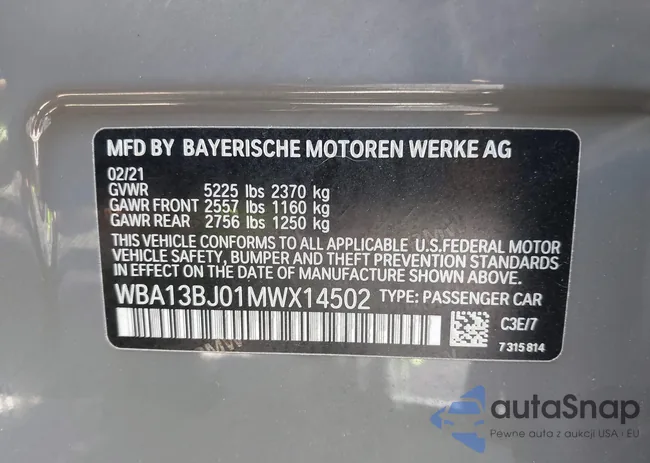 MFD BY BAYERISCHE MOTOREN WERKE AG
02/21
GVWR 5225 lbs 2370 kg
GAWR FRONT 2557 lbs 1160 kg
GAWR REAR 2756 lbs 1250 kg
THIS VEHICLE CONFORMS TO ALL APPLICABLE U.S.FEDERAL MOTOR
VEHICLE SAFETY, BUMPER AND THEFT PREVENTION STANDARDS
IN EFFECT ON THE DATE OF MANUFACTURE SHOWN ABOVE.
WBA13BJ01MWX14502 TYPE: PASSENGER CAR
C3E/7
7315814
autoSnap
Pewne auta z aukcji USA i EU